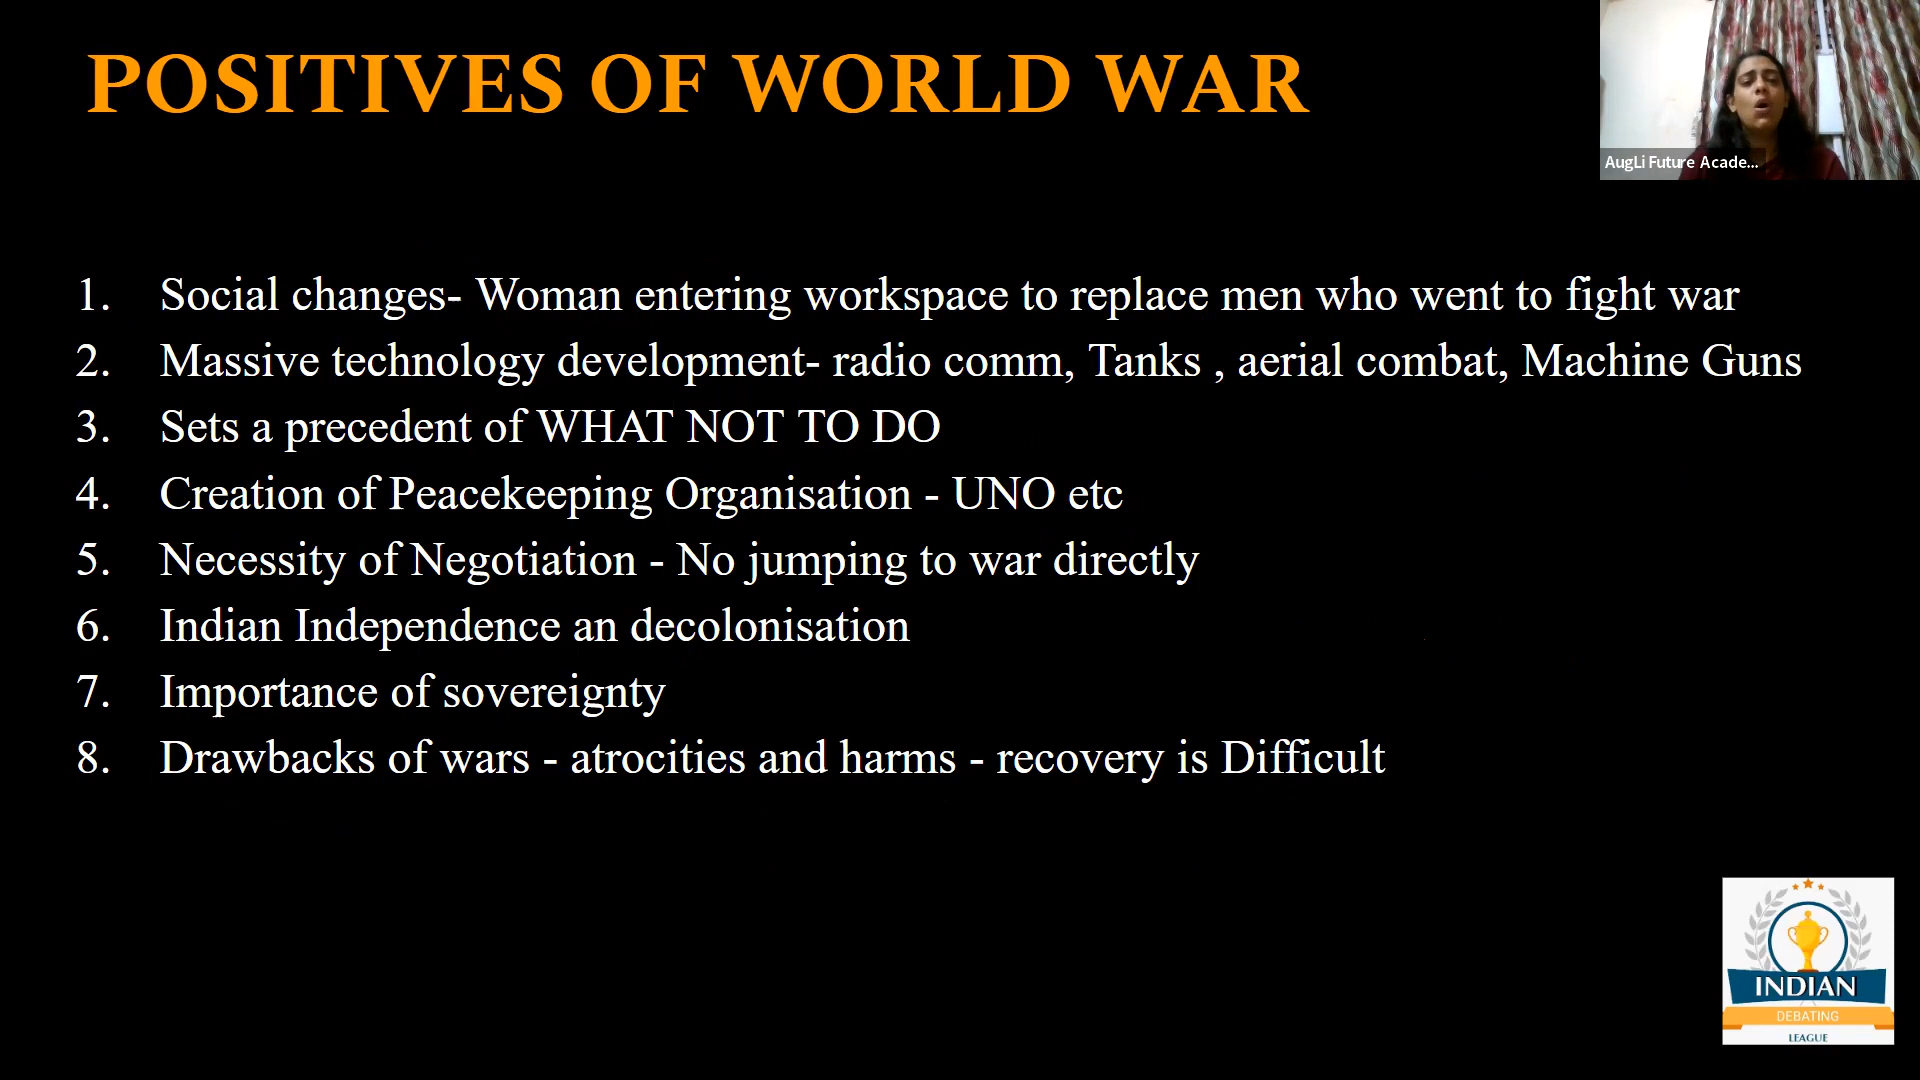 POSITIVES OF WORLD WAR
AugLi Future Acade...
1. Social changes- Woman entering workspace to replace men who went to fight war
2. Massive technology development- radio comm, Tanks , aerial combat, Machine Guns
3. Sets a precedent of WHAT NOT TO DO
4. Creation of Peacekeeping Organisation - UNO etc
5. Necessity of Negotiation - No jumping to war directly
6. Indian Independence an decolonisation
7. Importance of sovereignty
8. Drawbacks of wars - atrocities and harms - recovery is Difficult
INDIAN
DEBATING
LEAGUE